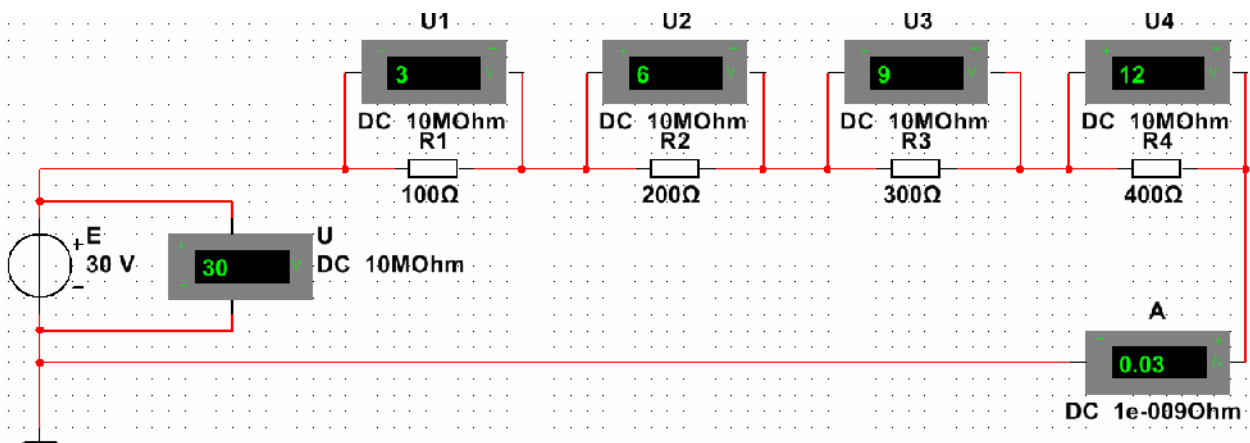 U1 U2 U3 U4
3 V 6 V 9 V 12 V
DC 10MOhm DC 10MOhm DC 10MOhm DC 10MOhm
R1 R2 R3 R4
100Ω 200Ω 300Ω 400Ω
E U
30 V 30 V DC 10MOhm
A
0.03 A
DC 1e-009Ohm